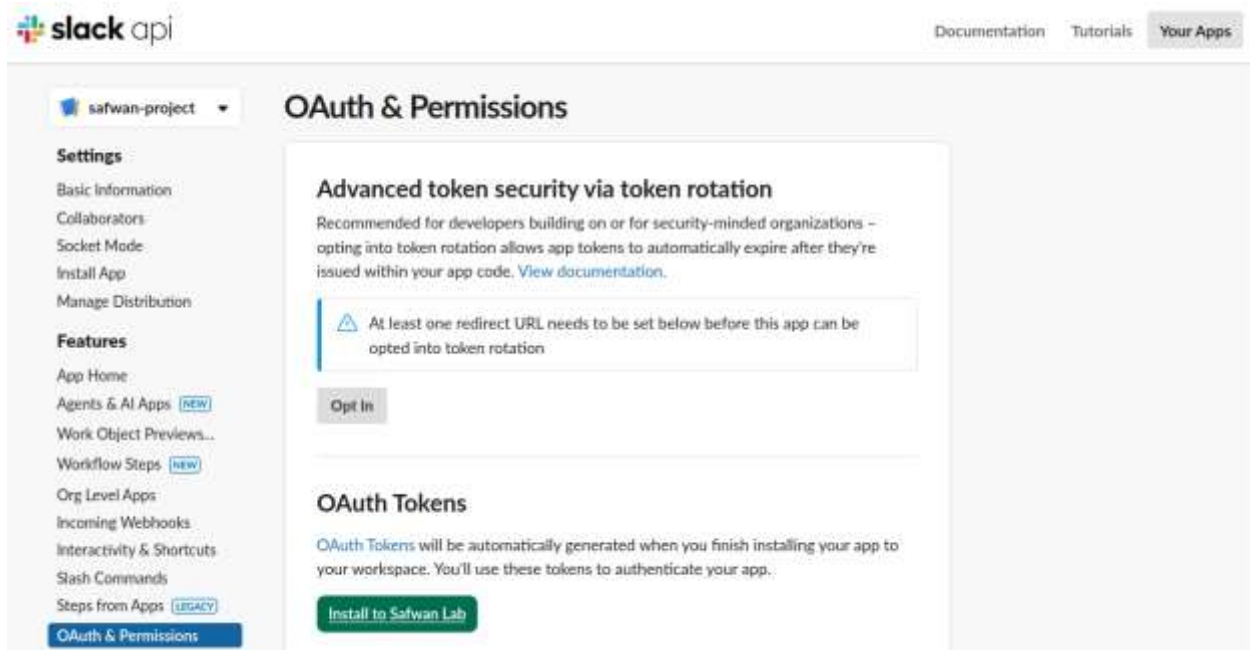 slack api
Documentation Tutorials Your Apps
safwan-project
Settings
Basic Information
Collaborators
Socket Mode
Install App
Manage Distribution
Features
App Home
Agents & AI Apps NEW
Work Object Previews...
Workflow Steps NEW
Org Level Apps
Incoming Webhooks
Interactivity & Shortcuts
Slash Commands
Steps from Apps LEGACY
OAuth & Permissions
OAuth & Permissions
Advanced token security via token rotation
Recommended for developers building on or for security-minded organizations –
opting into token rotation allows app tokens to automatically expire after they're
issued within your app code. View documentation.
At least one redirect URL needs to be set below before this app can be
opted into token rotation
Opt In
OAuth Tokens
OAuth Tokens will be automatically generated when you finish installing your app to
your workspace. You'll use these tokens to authenticate your app.
Install to Safwan Lab